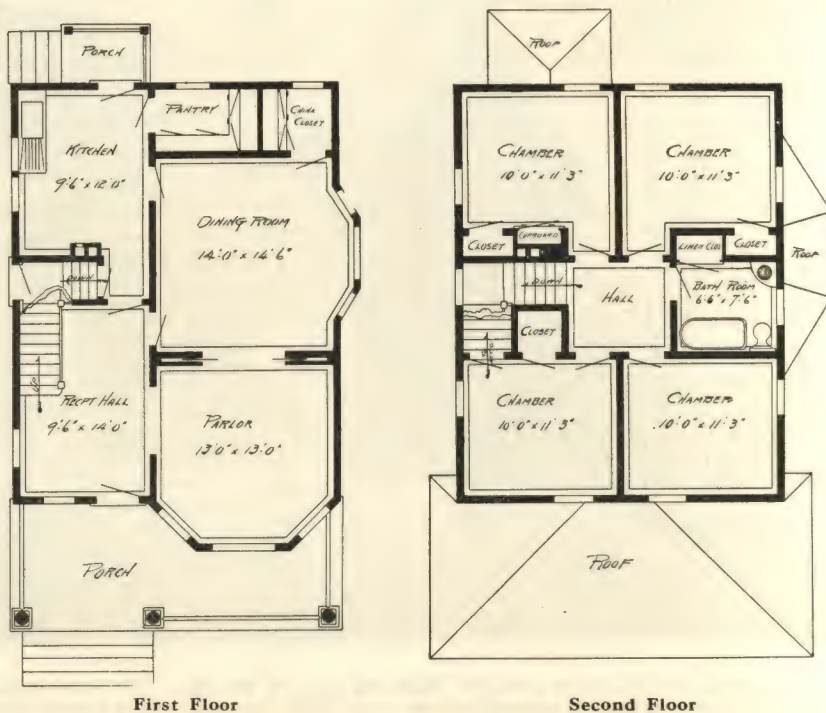 PORCH
PANTRY
CHINA
CLOSET
KITCHEN
9'6" x 12'0"
DINING ROOM
14'0" x 14'6"
DOWN
UP
RECPT HALL
9'6" x 14'0"
PARLOR
13'0" x 13'0"
PORCH
First Floor
ROOF
CHAMBER
10'0" x 11'3"
CHAMBER
10'0" x 11'3"
CLOSET
CUPBOARD
LINEN CLOS
CLOSET
ROOF
DOWN
HALL
BATH ROOM
6'6" x 7'6"
CLOSET
CHAMBER
10'0" x 11'3"
CHAMBER
10'0" x 11'3"
ROOF
Second Floor